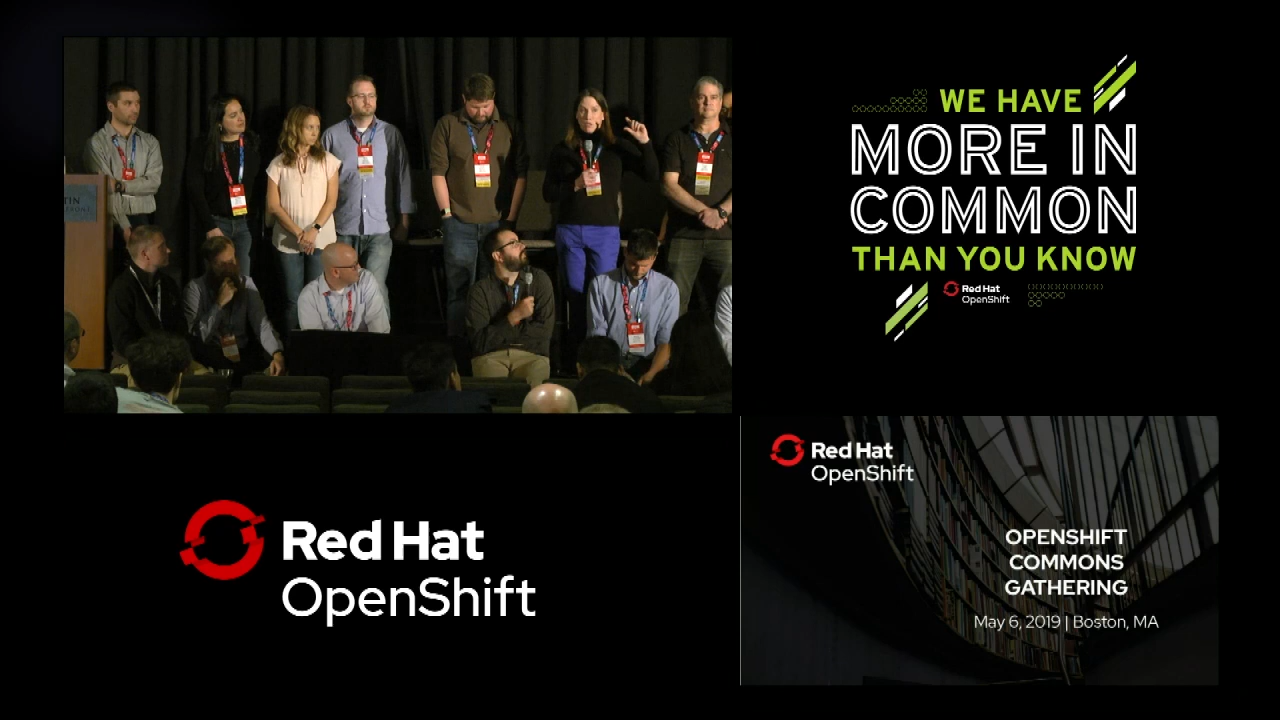 TIN
WE HAVE
MORE IN
COMMON
THAN YOU KNOW
Red Hat
OpenShift
Red Hat
OpenShift
Red Hat
OpenShift
OPENSHIFT
COMMONS
GATHERING
May 6, 2019 | Boston, MA